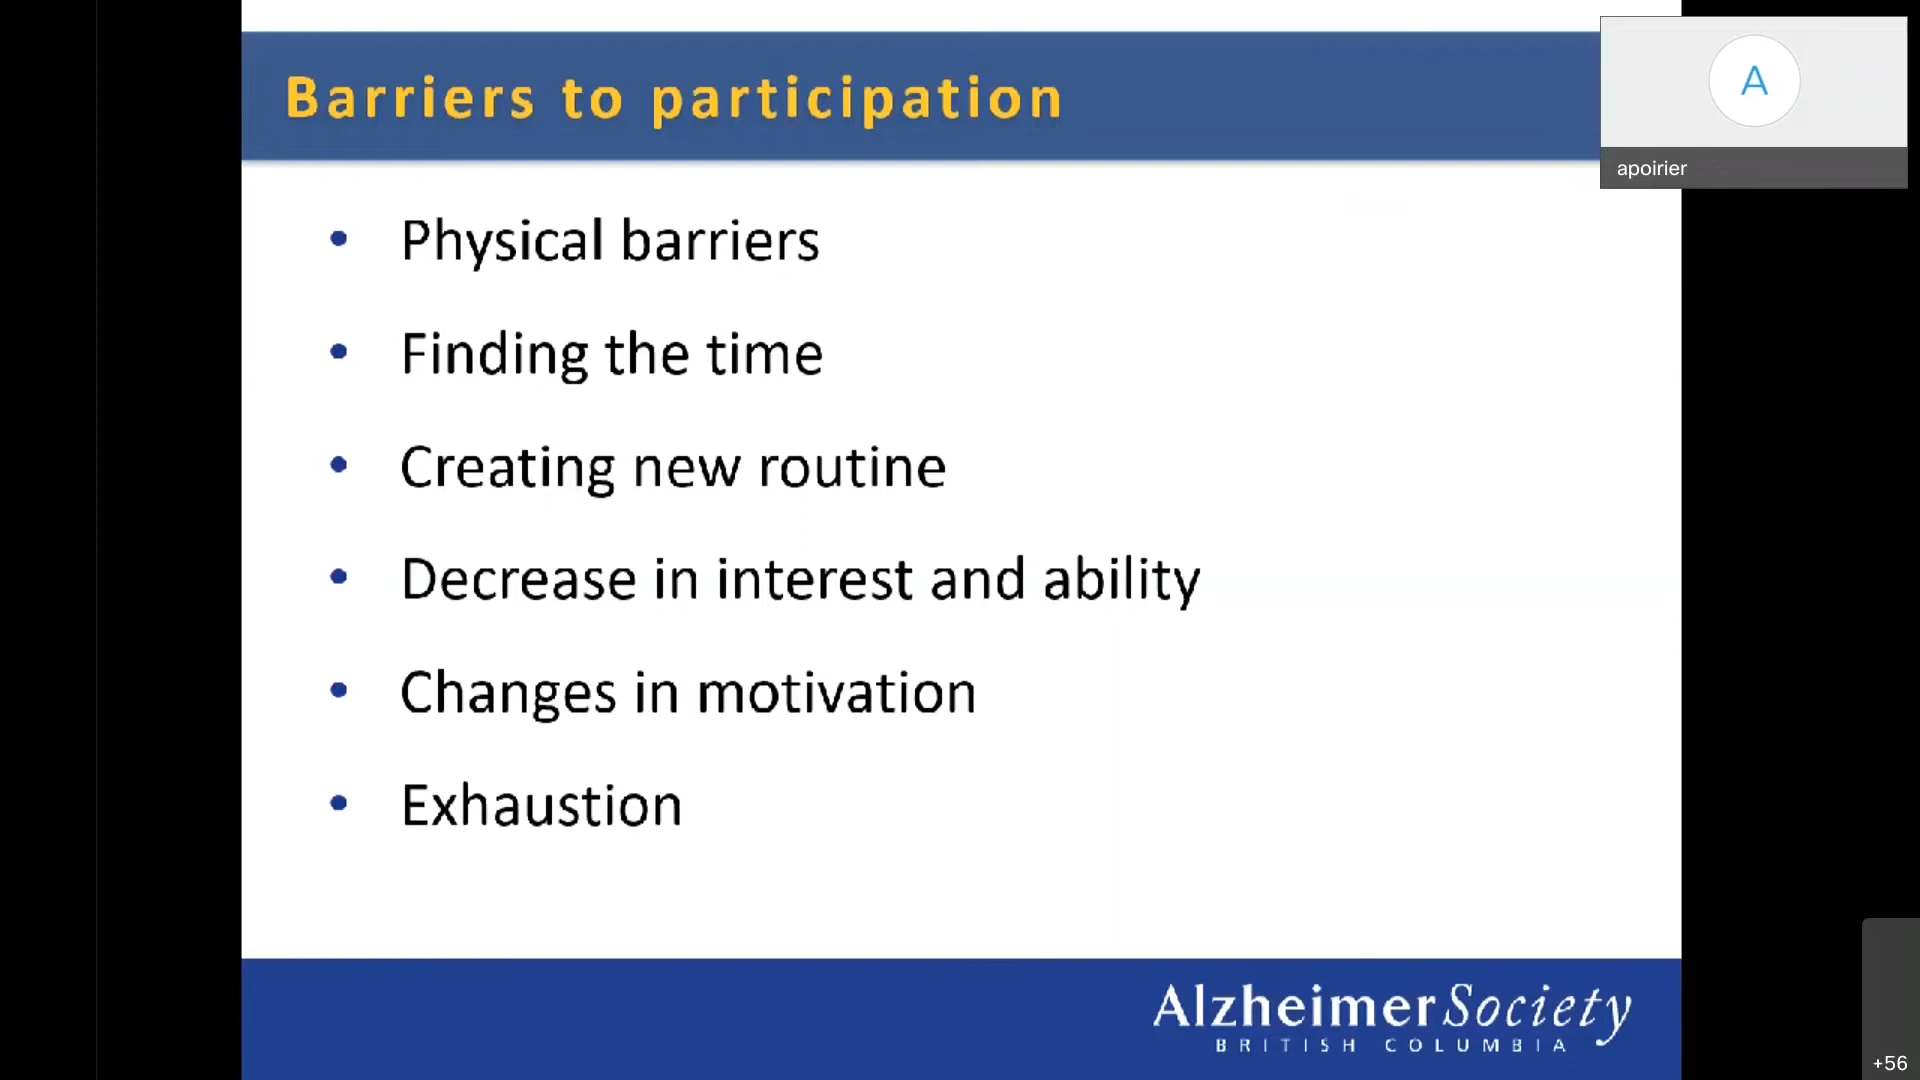 Barriers to participation
A
apoirier
• Physical barriers
• Finding the time
• Creating new routine
• Decrease in interest and ability
• Changes in motivation
• Exhaustion
AlzheimerSociety
BRITISH COLUMBIA
+56